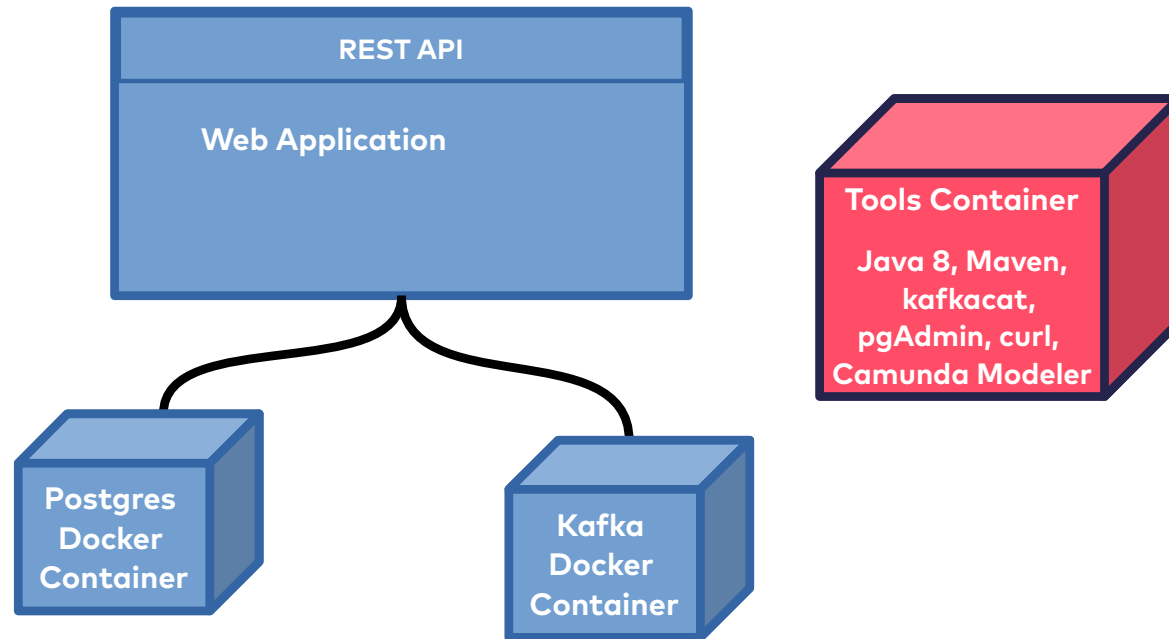 REST API
Web Application
Tools Container
Java 8, Maven,
kafkacat,
pgAdmin, curl,
Camunda Modeler
Postgres
Docker
Container
Kafka
Docker
Container